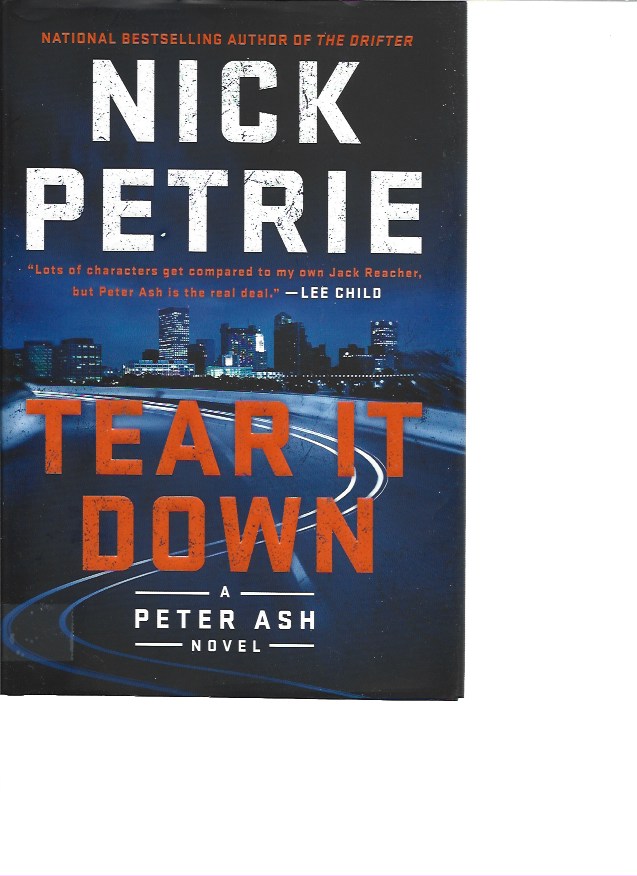 NATIONAL BESTSELLING AUTHOR OF THE DRIFTER
NICK
PETRIE
"Lots of characters get compared to my own Jack Reacher,
but Peter Ash is the real deal." —LEE CHILD
TEAR IT
DOWN
A
PETER ASH
NOVEL